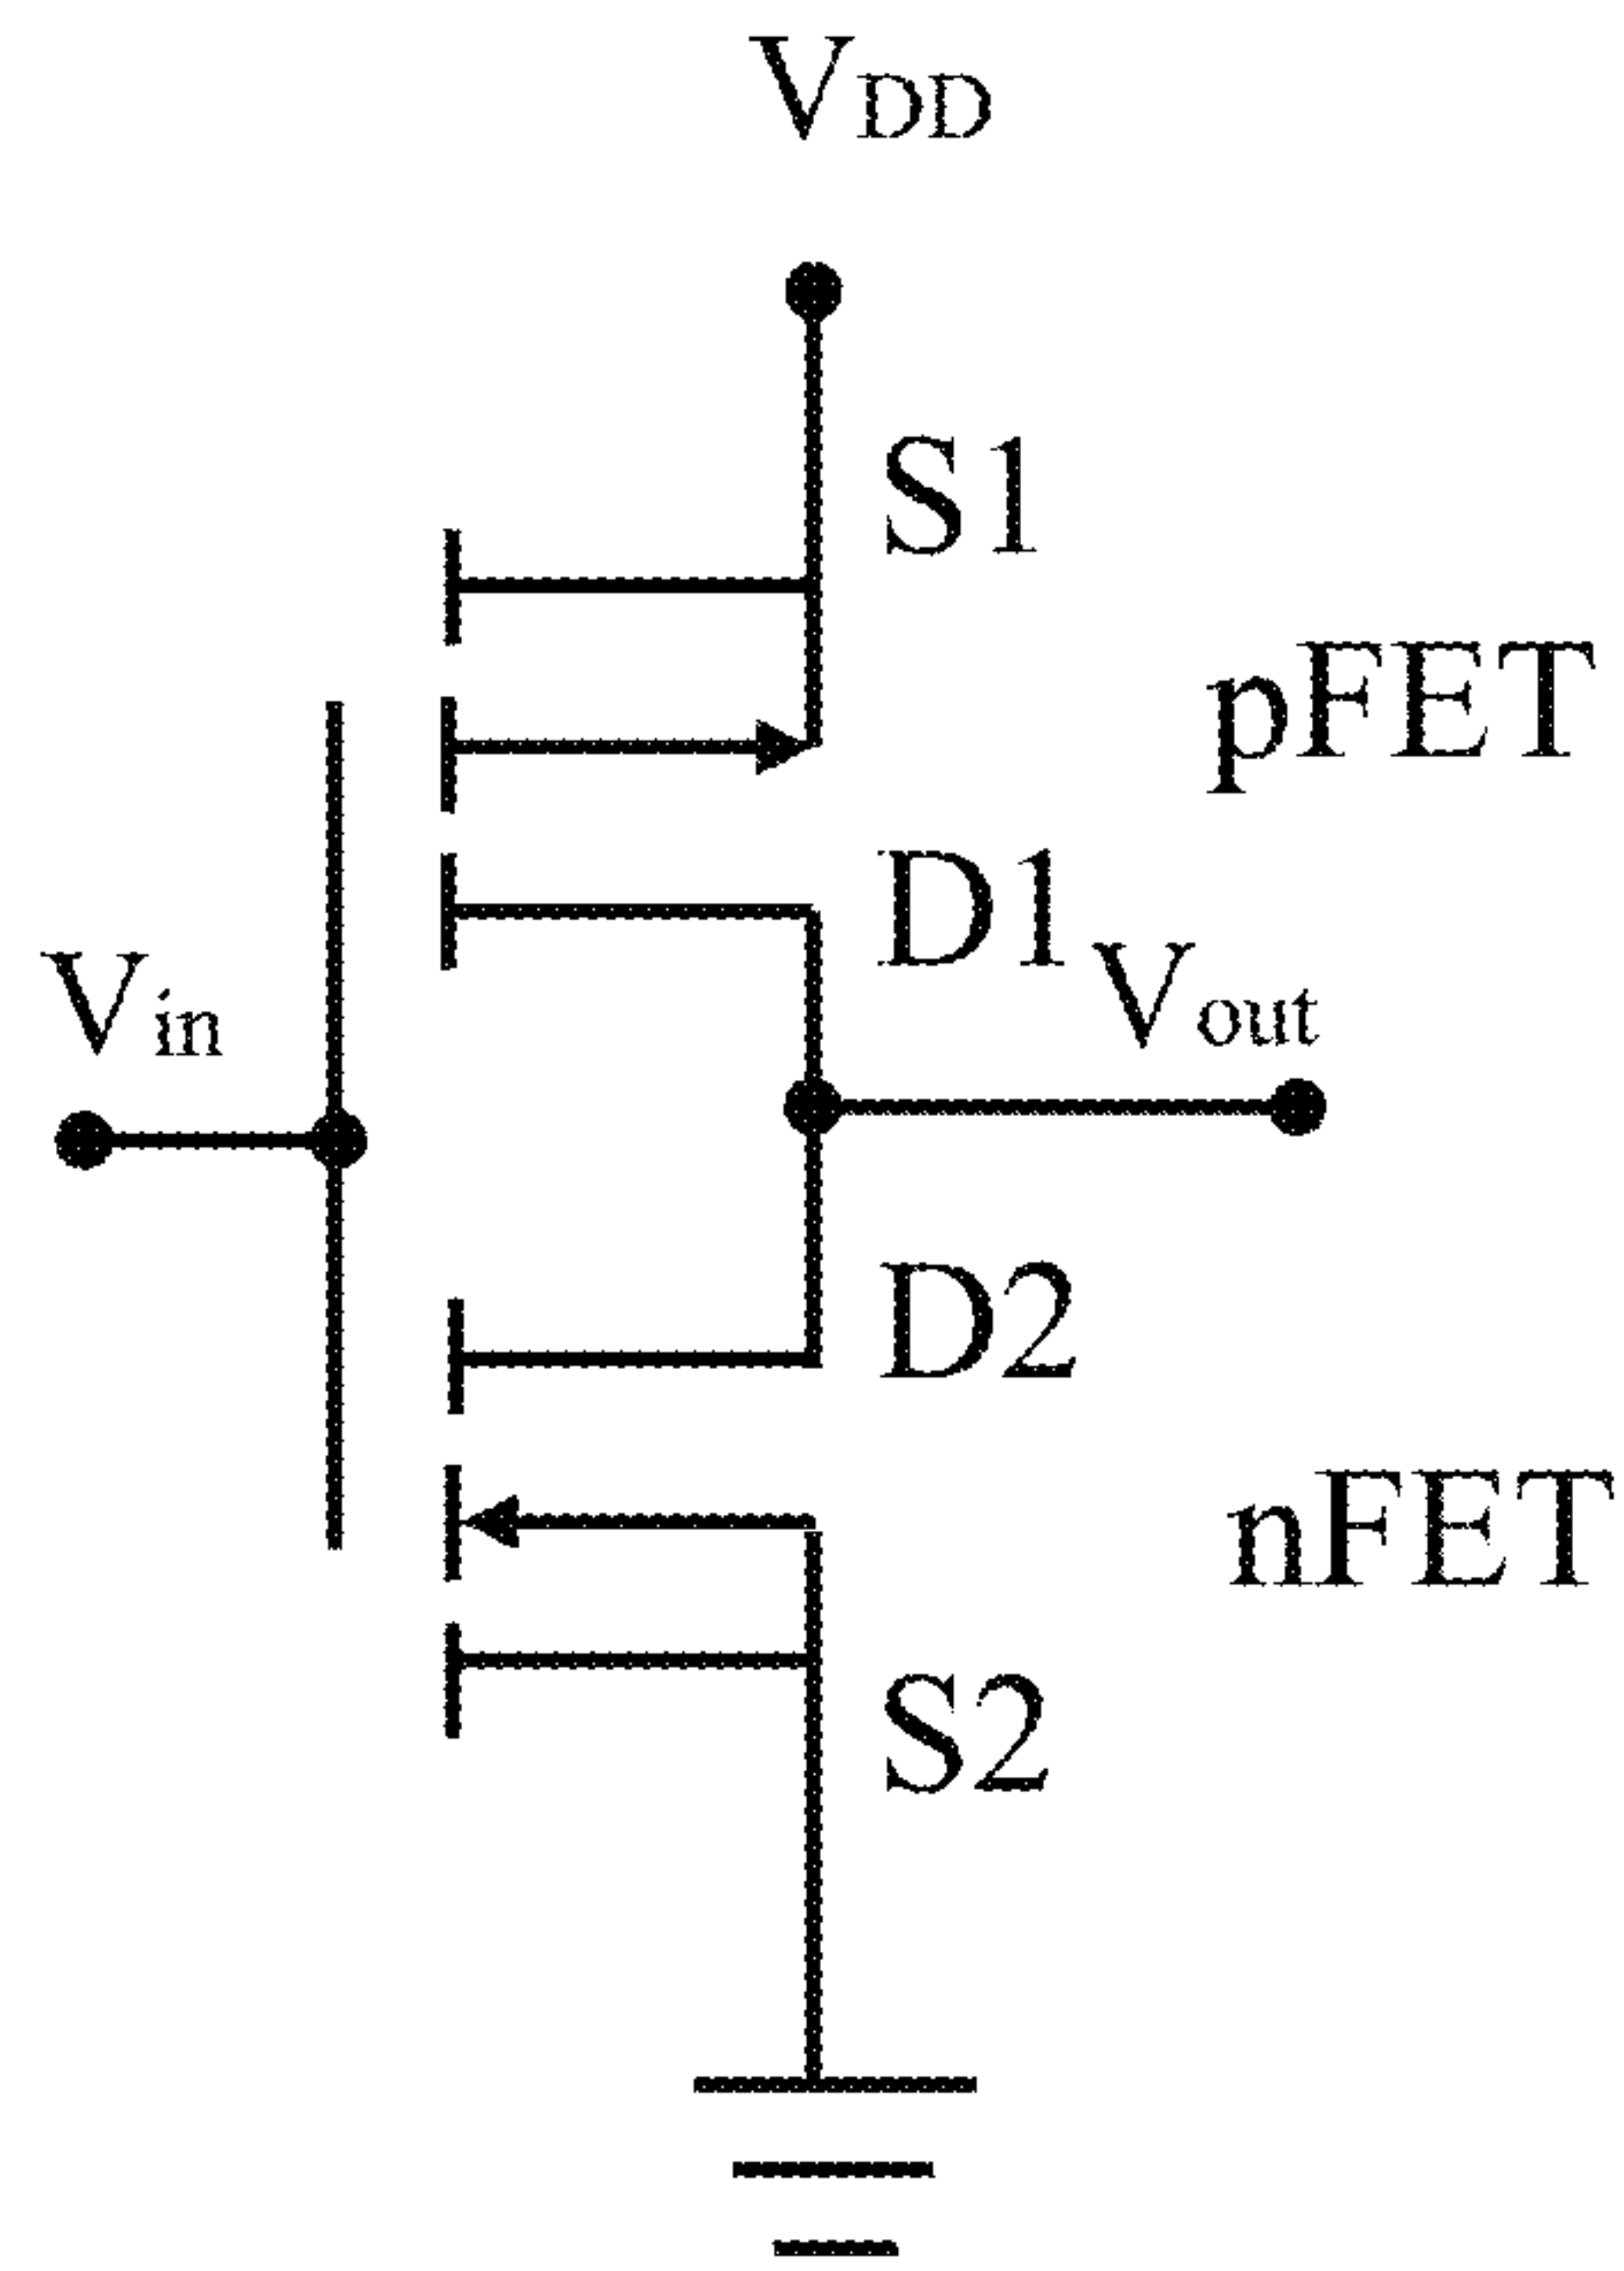 VDD
S1
pFET
D1
Vin
Vout
D2
nFET
S2